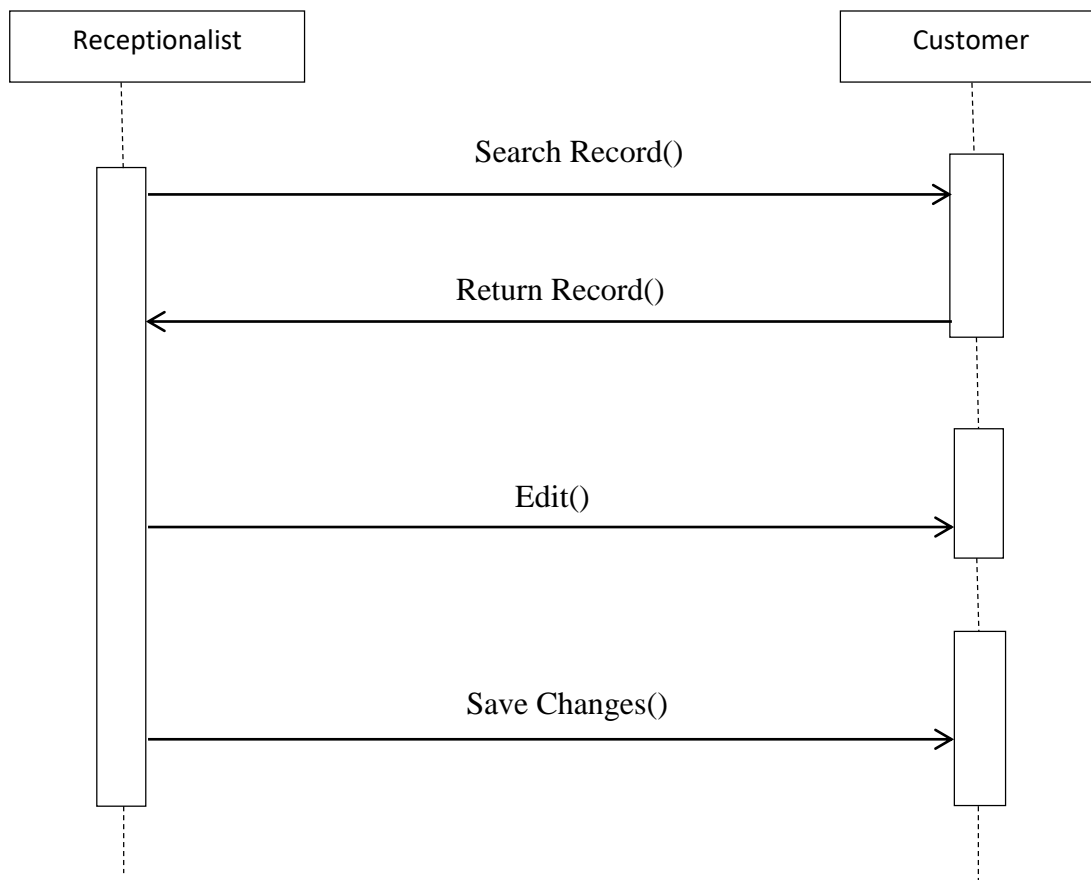 Receptionalist
Customer
Search Record()
Return Record()
Edit()
Save Changes()